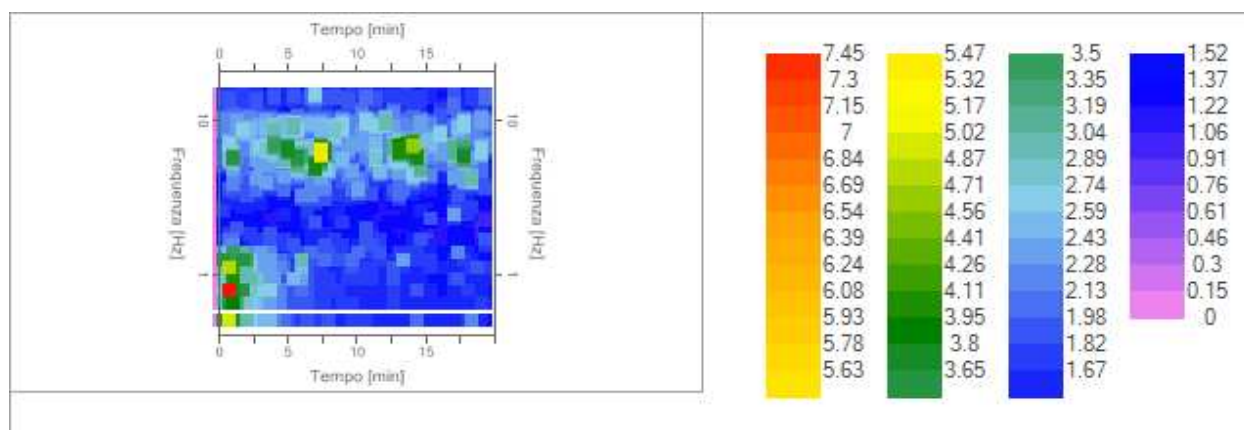 Tempo [min]
0 5 10 15
10 10
Frequenza [Hz] Frequenza [Hz]
1 1
0 5 10 15
Tempo [min]
7.45 5.47 3.5 1.52
7.3 5.32 3.35 1.37
7.15 5.17 3.19 1.22
7 5.02 3.04 1.06
6.84 4.87 2.89 0.91
6.69 4.71 2.74 0.76
6.54 4.56 2.59 0.61
6.39 4.41 2.43 0.46
6.24 4.26 2.28 0.3
6.08 4.11 2.13 0.15
5.93 3.95 1.98 0
5.78 3.8 1.82
5.63 3.65 1.67